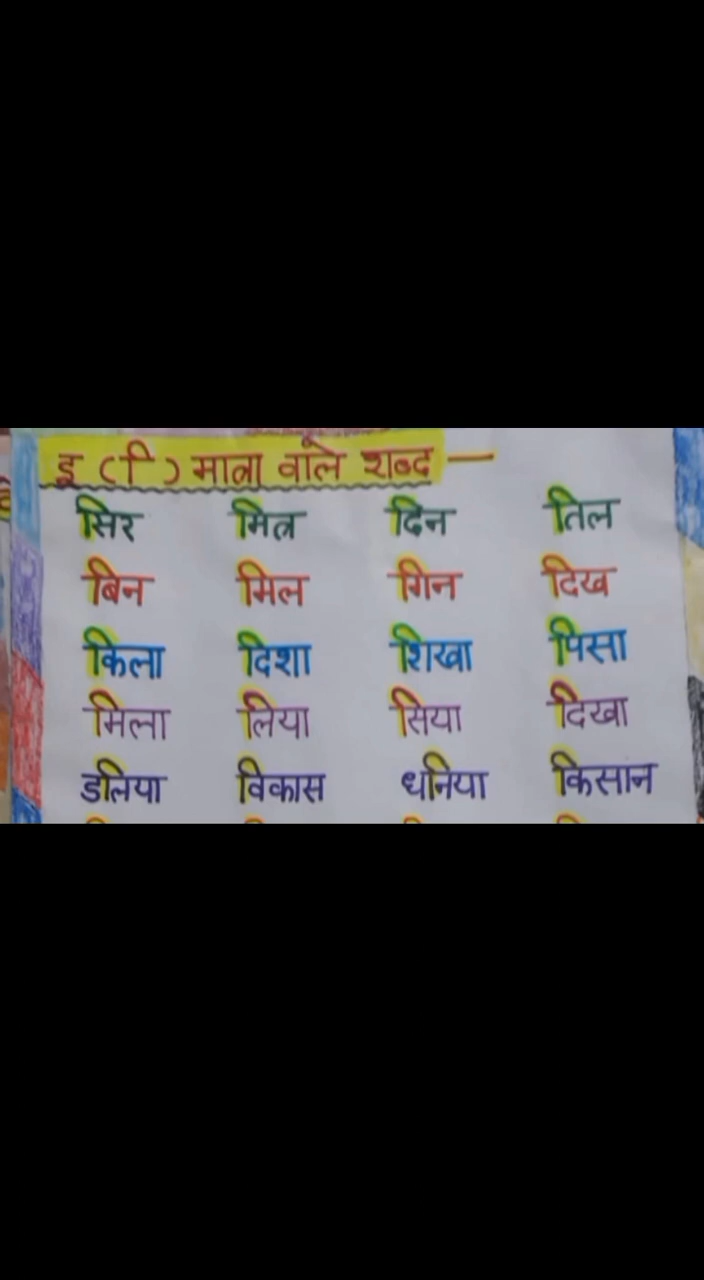 इ (ि) मात्रा वाले शब्द —
सिर मित्र दिन तिल
बिन मिल गिन दिख
किला दिशा शिखा पिसा
मिला लिया सिया दिखा
डलिया विकास धनिया किसान